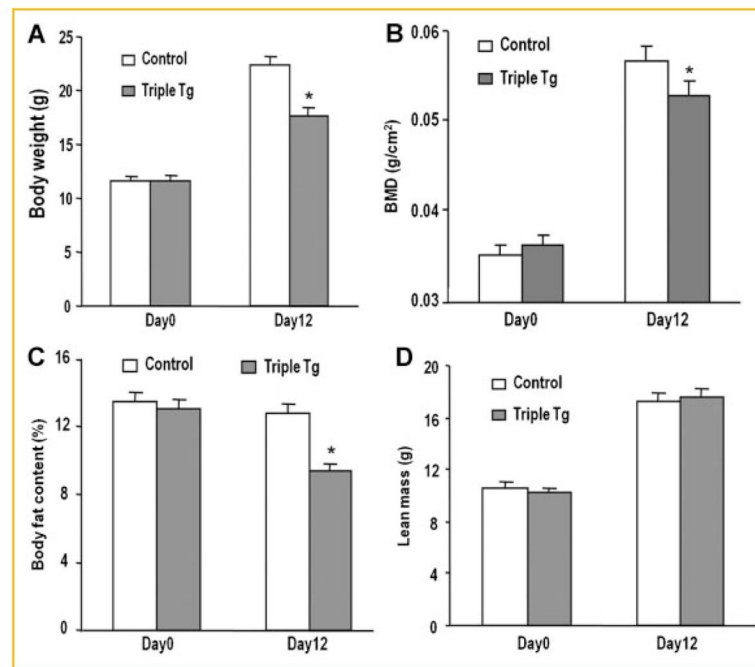 A
Body weight (g)
25
20
15
10
5
0
Control
Triple Tg
*
Day0
Day12
B
BMD (g/cm²)
0.06
0.05
0.04
0.03
Control
Triple Tg
*
Day0
Day12
C
Body fat content (%)
16
12
8
4
0
Control
Triple Tg
*
Day0
Day12
D
Lean mass (g)
20
16
12
8
4
0
Control
Triple Tg
Day0
Day12